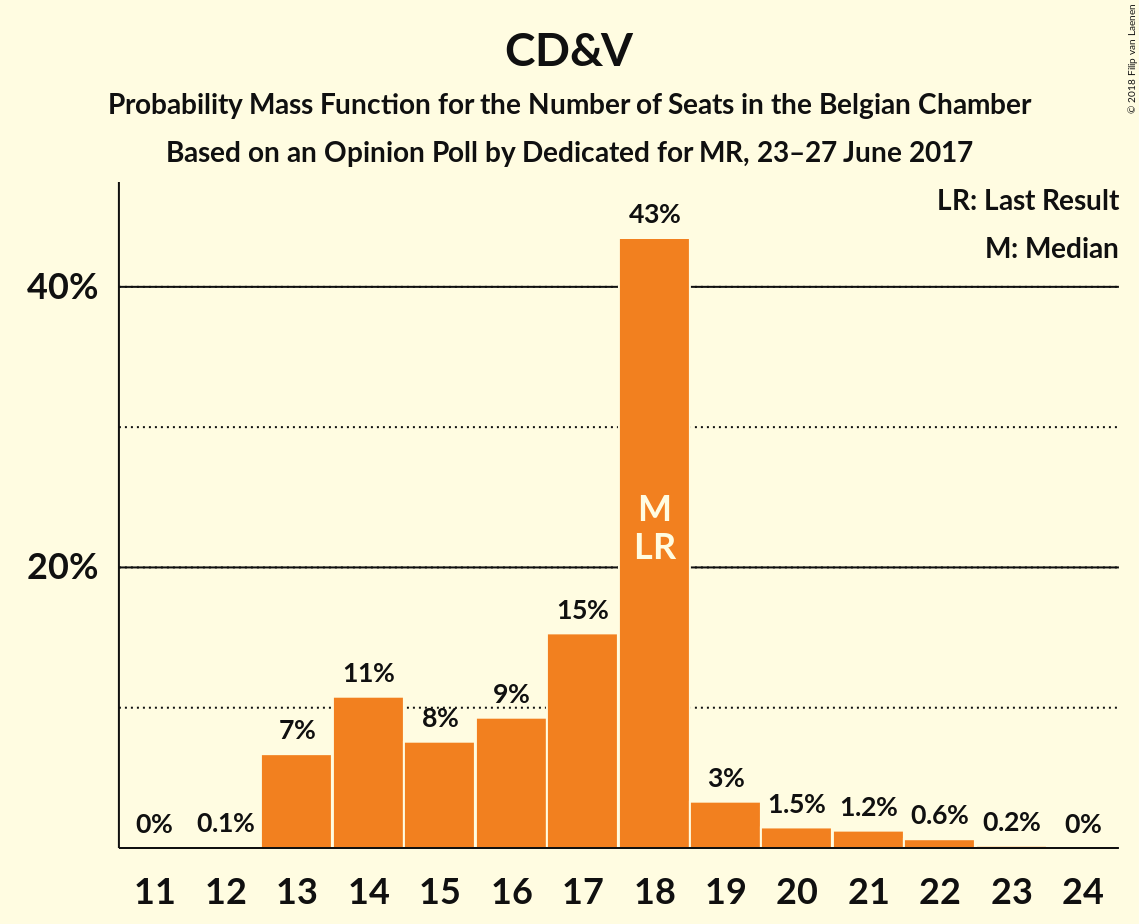 CD&V
Probability Mass Function for the Number of Seats in the Belgian Chamber
Based on an Opinion Poll by Dedicated for MR, 23–27 June 2017
© 2018 Filip van Laenen
LR: Last Result
M: Median
40%
20%
0%
0.1%
7%
11%
8%
9%
15%
43%
M
LR
3%
1.5%
1.2%
0.6%
0.2%
0%
11 12 13 14 15 16 17 18 19 20 21 22 23 24